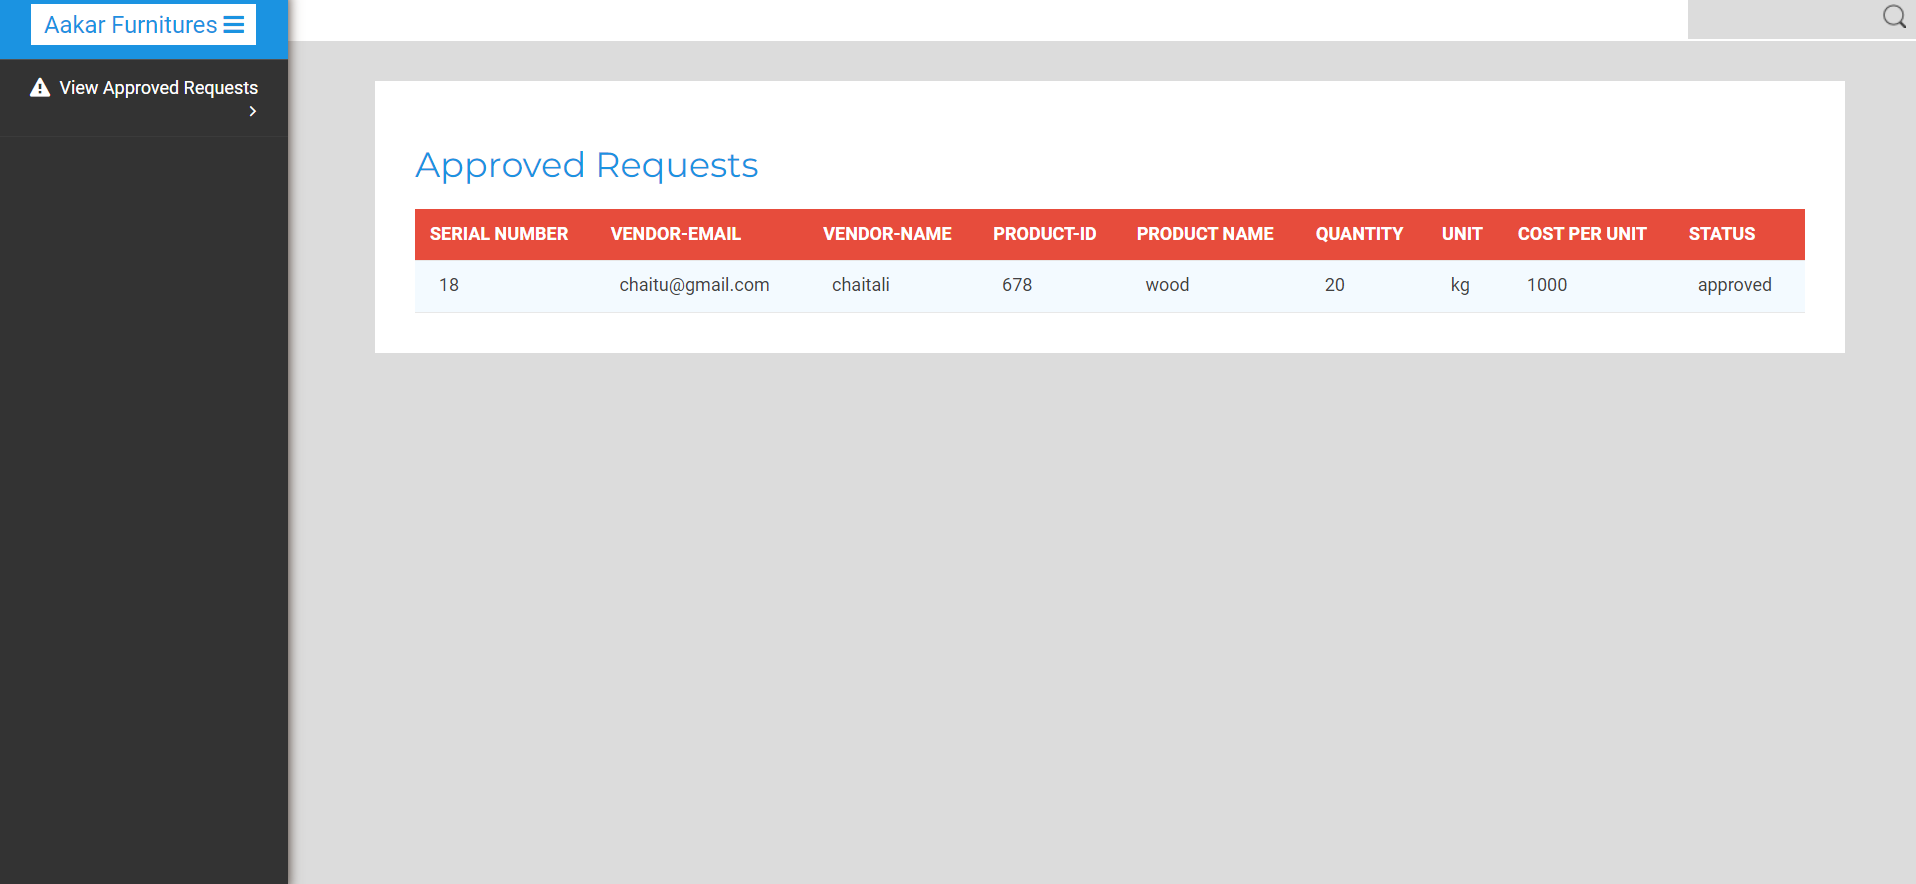 Aakar Furnitures
View Approved Requests
Approved Requests
SERIAL NUMBER VENDOR-EMAIL VENDOR-NAME PRODUCT-ID PRODUCT NAME QUANTITY UNIT COST PER UNIT STATUS
18 chaitu@gmail.com chaitali 678 wood 20 kg 1000 approved